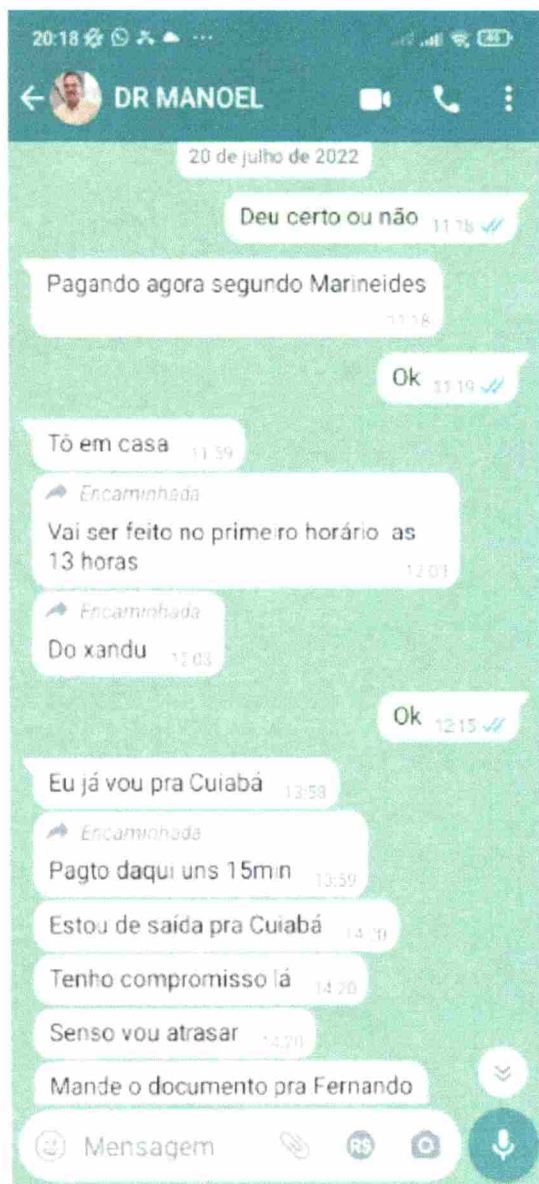 20:18
DR MANOEL
20 de julho de 2022
Deu certo ou não 11:18
Pagando agora segundo Marineides
11:18
Ok 11:19
Tô em casa 11:59
Encaminhada
Vai ser feito no primeiro horário as
13 horas 12:03
Encaminhada
Do xandu 12:03
Ok 12:15
Eu já vou pra Cuiabá 13:58
Encaminhada
Pagto daqui uns 15min 13:59
Estou de saída pra Cuiabá 14:20
Tenho compromisso lá 14:20
Senso vou atrasar 14:20
Mande o documento pra Fernando
Mensagem